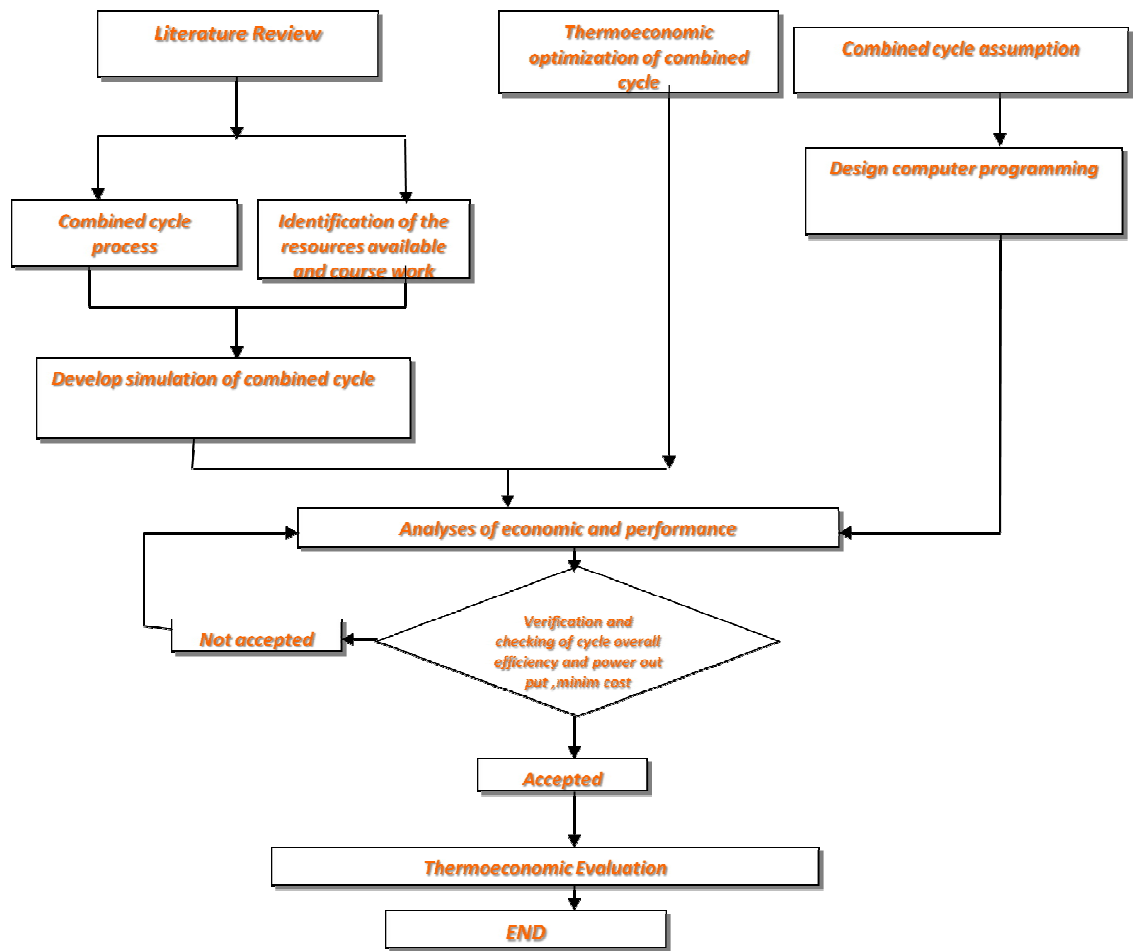 Literature Review
Thermoeconomic
optimization of combined
cycle
Combined cycle assumption
Design computer programming
Combined cycle
process
Identification of the
resources available
and course work
Develop simulation of combined cycle
Analyses of economic and performance
Verification and
checking of cycle overall
efficiency and power out
put ,minim cost
Not accepted
Accepted
Thermoeconomic Evaluation
END